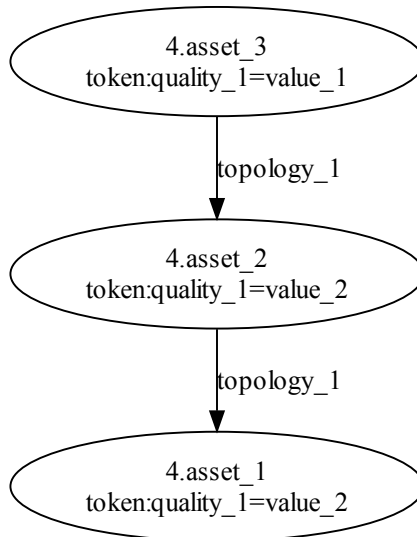 4.asset_3
token:quality_1=value_1
topology_1
4.asset_2
token:quality_1=value_2
topology_1
4.asset_1
token:quality_1=value_2